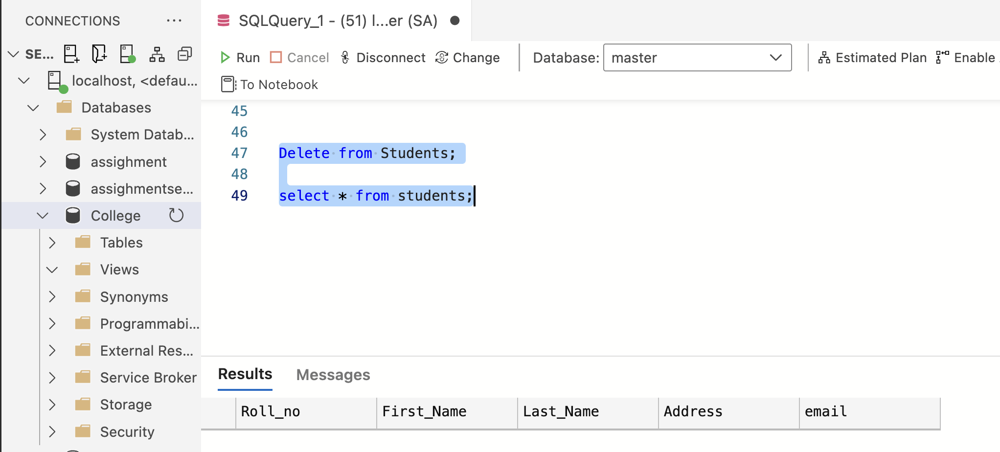 CONNECTIONS ...
SE...
localhost, <defau...
Databases
System Datab...
assighment
assighmentse...
College
Tables
Views
Synonyms
Programmabi...
External Res...
Service Broker
Storage
Security
SQLQuery_1 - (51) l...er (SA)
Run Cancel Disconnect Change Database: master Estimated Plan Enable
To Notebook
45
46
47 Delete from Students;
48
49 select * from students;
Results Messages
Roll_no First_Name Last_Name Address email